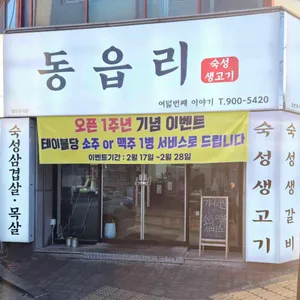 동읍리
숙성
생고기
여덟번째 이야기 T.900-5420
오픈 1주년 기념 이벤트
테이블당 소주 or 맥주 1병 서비스로 드립니다
이벤트기간 : 2월 17일 ~2월 28일
숙성삼겹살·목살
숙성생고기
숙성생갈비